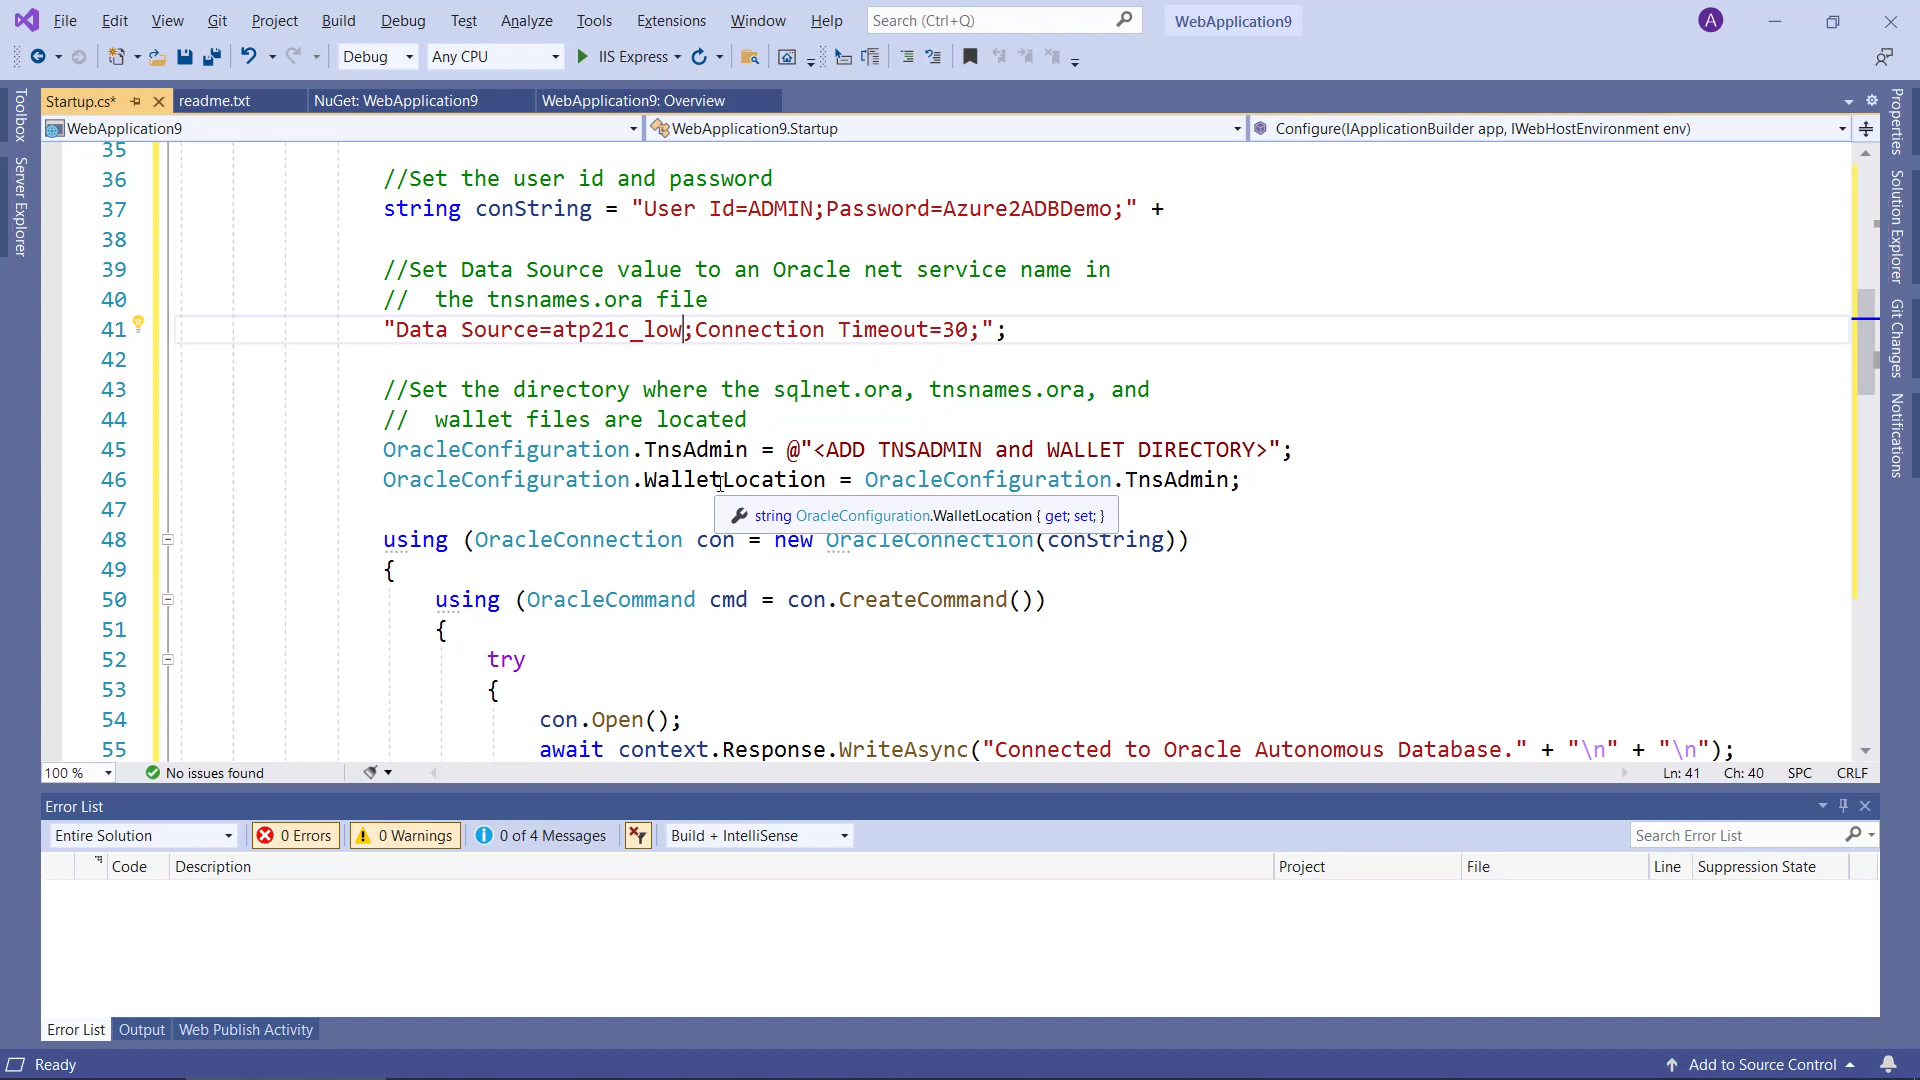 File Edit View Git Project Build Debug Test Analyze Tools Extensions Window Help Search (Ctrl+Q) WebApplication9 A
Debug Any CPU IIS Express
Toolbox
Server Explorer
Startup.cs* readme.txt NuGet: WebApplication9 WebApplication9: Overview
WebApplication9 WebApplication9.Startup Configure(IApplicationBuilder app, IWebHostEnvironment env)
35
36 //Set the user id and password
37 string conString = "User Id=ADMIN;Password=Azure2ADBDemo;" +
38
39 //Set Data Source value to an Oracle net service name in
40 //  the tnsnames.ora file
41 "Data Source=atp21c_low;Connection Timeout=30;";
42
43 //Set the directory where the sqlnet.ora, tnsnames.ora, and
44 //  wallet files are located
45 OracleConfiguration.TnsAdmin = @"<ADD TNSADMIN and WALLET DIRECTORY>";
46 OracleConfiguration.WalletLocation = OracleConfiguration.TnsAdmin;
47
string OracleConfiguration.WalletLocation { get; set; }
48 using (OracleConnection con = new OracleConnection(conString))
49 {
50 using (OracleCommand cmd = con.CreateCommand())
51 {
52 try
53 {
54 con.Open();
55 await context.Response.WriteAsync("Connected to Oracle Autonomous Database." + "\n" + "\n");
Properties
Solution Explorer
Git Changes
Notifications
100 % No issues found Ln: 41 Ch: 40 SPC CRLF
Error List
Entire Solution 0 Errors 0 Warnings 0 of 4 Messages Build + IntelliSense Search Error List
Code Description Project File Line Suppression State
Error List Output Web Publish Activity
Ready Add to Source Control